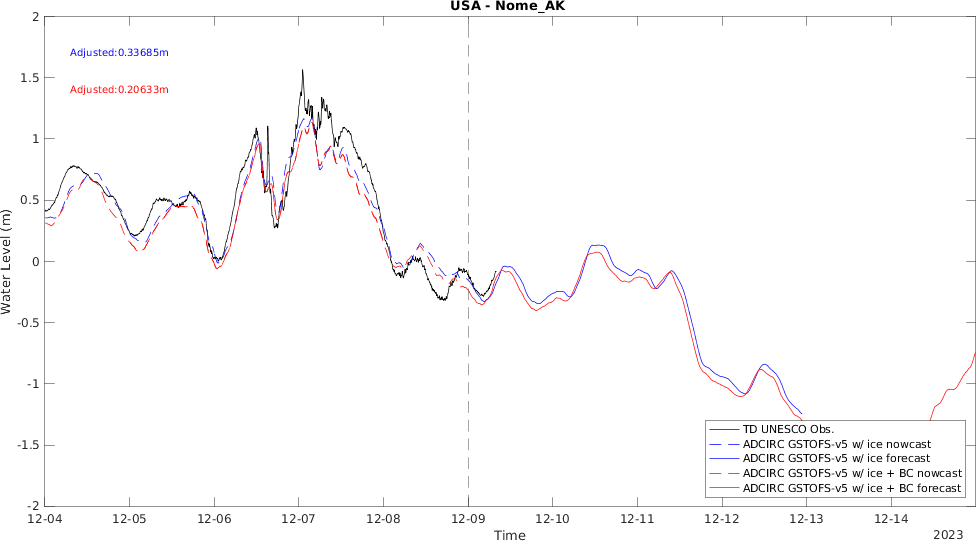 USA - Nome_AK
2
Adjusted:0.33685m
1.5
Adjusted:0.20633m
1
0.5
Water Level (m)
0
-0.5
-1
-1.5
-2
TD UNESCO Obs.
ADCIRC GSTOFS-v5 w/ ice nowcast
ADCIRC GSTOFS-v5 w/ ice forecast
ADCIRC GSTOFS-v5 w/ ice + BC nowcast
ADCIRC GSTOFS-v5 w/ ice + BC forecast
12-04 12-05 12-06 12-07 12-08 12-09 12-10 12-11 12-12 12-13 12-14
Time
2023